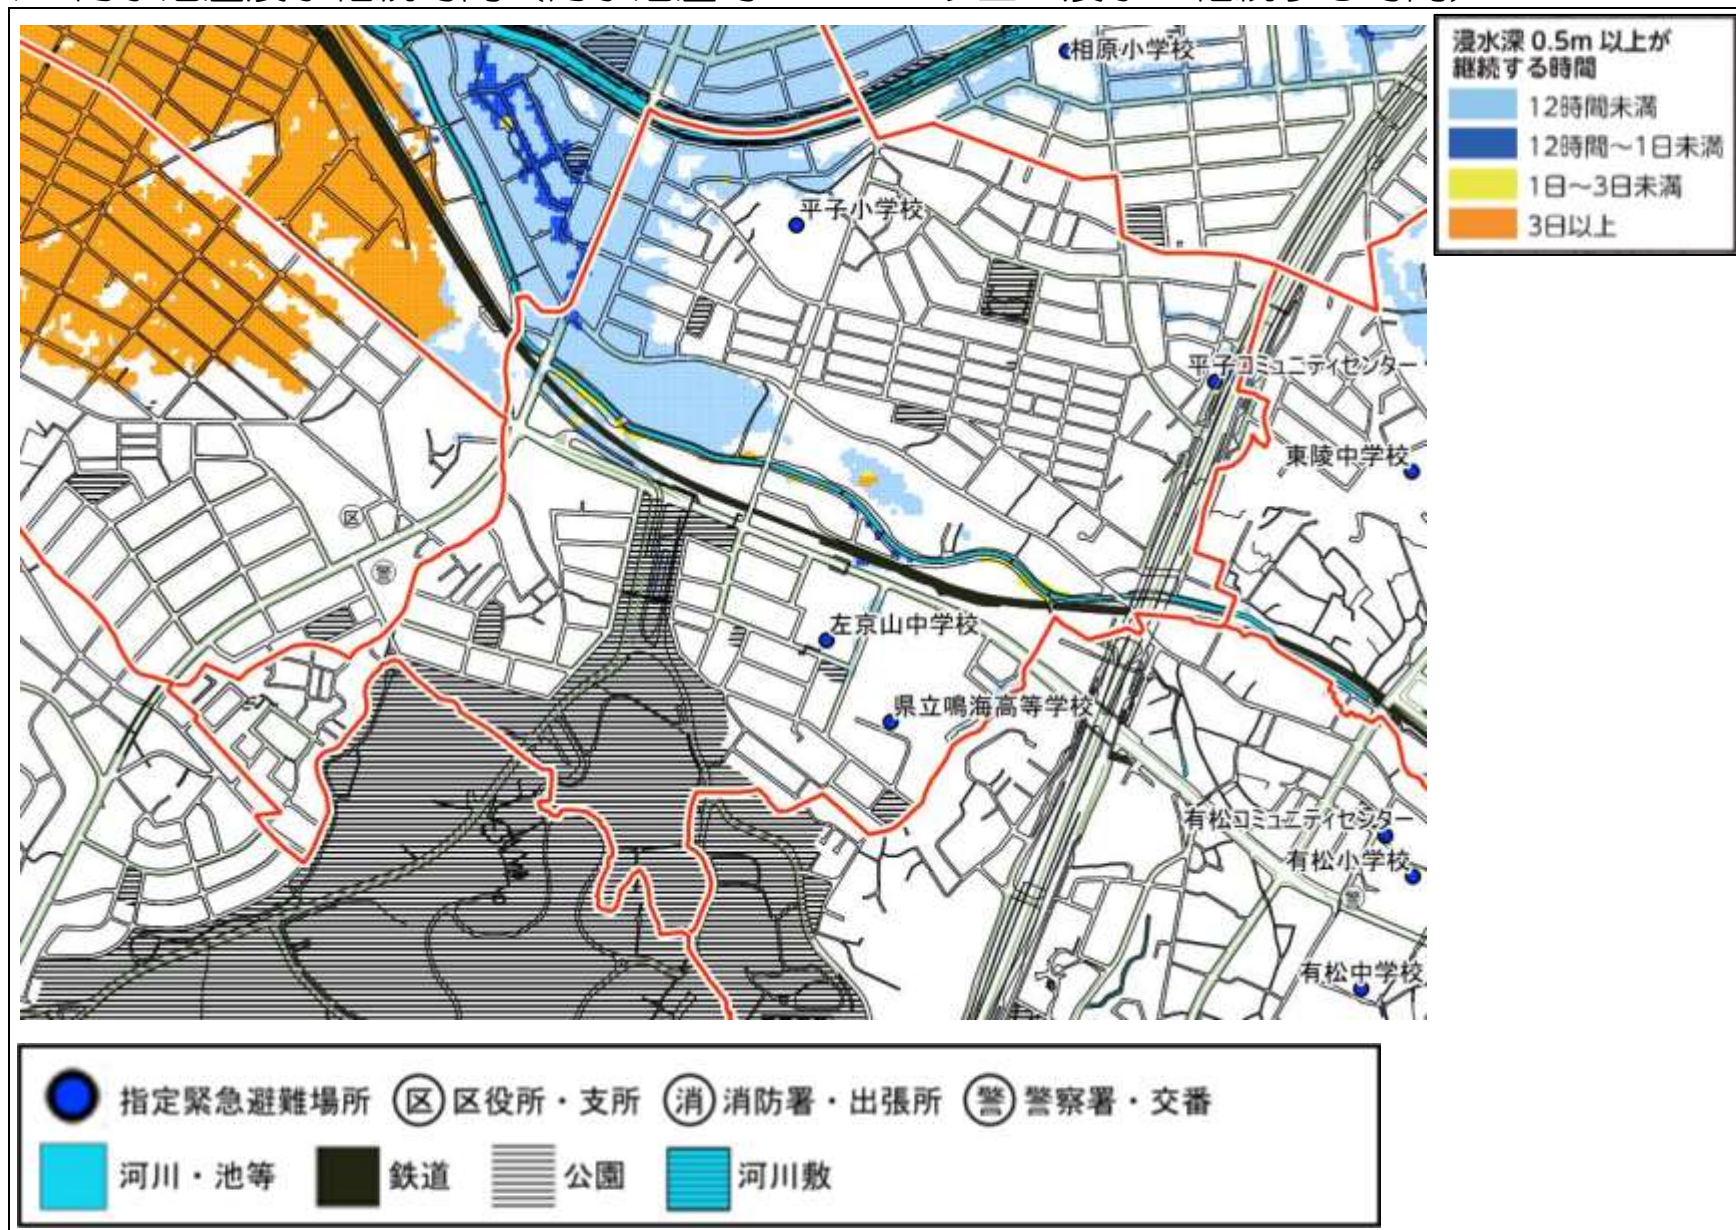 浸水深 0.5m 以上が
継続する時間
12時間未満
12時間～1日未満
1日～3日未満
3日以上
相原小学校
平子小学校
平子コミュニティセンター
東陵中学校
区
警
左京山中学校
県立鳴海高等学校
有松コミュニティセンター
有松小学校
警
有松中学校
指定緊急避難場所 区 区役所・支所 消 消防署・出張所 警 警察署・交番
河川・池等 鉄道 公園 河川敷